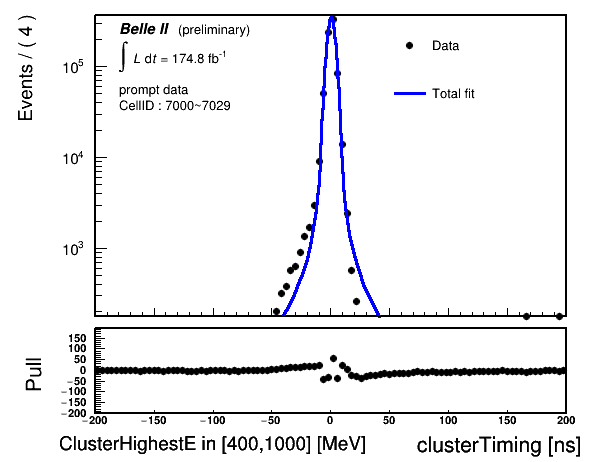 Belle II (preliminary)
∫ L dt = 174.8 fb⁻¹
prompt data
CellID : 7000~7029
Data
Total fit
Events / ( 4 )
10⁵
10⁴
10³
Pull
150
100
50
0
−50
−100
−150
−200
−200 −150 −100 −50 0 50 100 150 200
ClusterHighestE in [400,1000] [MeV] clusterTiming [ns]